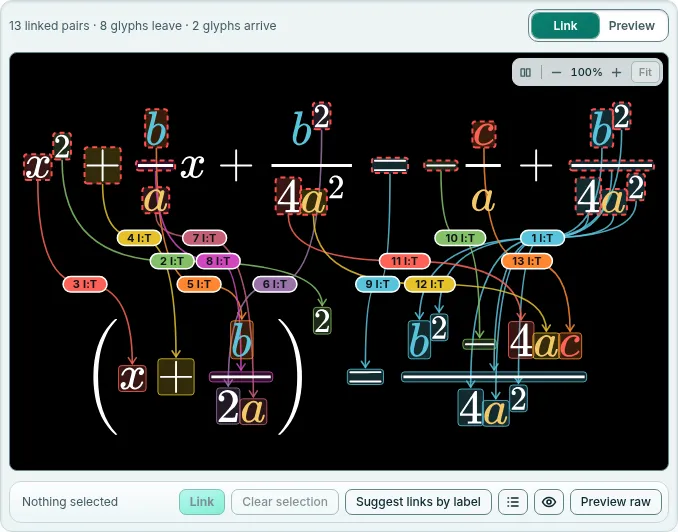 13 linked pairs · 8 glyphs leave · 2 glyphs arrive
Link Preview
− 100% + Fit
x² + b/a x + b²/4a² = − c/a + b²/4a²
4 I:T 7 I:T 10 I:T 1 I:T
2 I:T 8 I:T 11 I:T 13 I:T
3 I:T 5 I:T 6 I:T 9 I:T 12 I:T
(x + b/2a)² = b² − 4ac/4a²
Nothing selected Link Clear selection Suggest links by label Preview raw